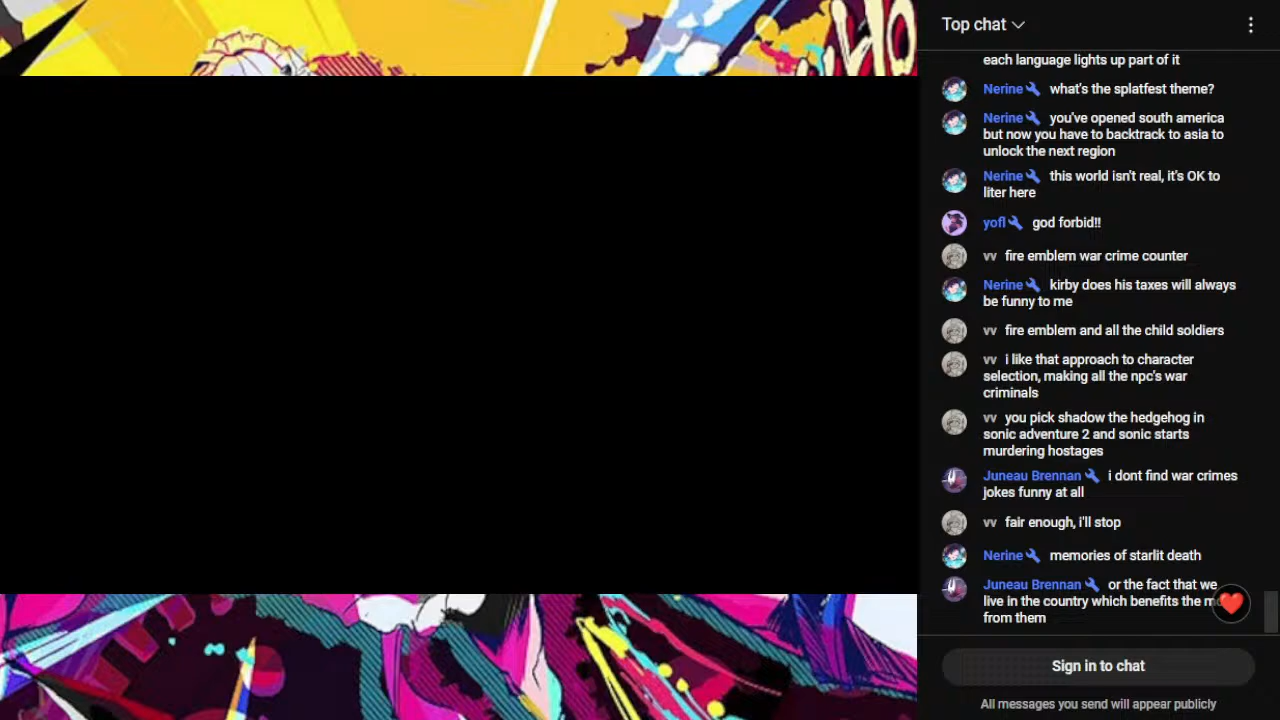 HO
Top chat
each language lights up part of it
Nerine what's the splatfest theme?
Nerine you've opened south america
but now you have to backtrack to asia to
unlock the next region
Nerine this world isn't real, it's OK to
liter here
yofl god forbid!!
vv fire emblem war crime counter
Nerine kirby does his taxes will always
be funny to me
vv fire emblem and all the child soldiers
vv i like that approach to character
selection, making all the npc's war
criminals
vv you pick shadow the hedgehog in
sonic adventure 2 and sonic starts
murdering hostages
Juneau Brennan i dont find war crimes
jokes funny at all
vv fair enough, i'll stop
Nerine memories of starlit death
Juneau Brennan or the fact that we
live in the country which benefits the
from them
Sign in to chat
All messages you send will appear publicly